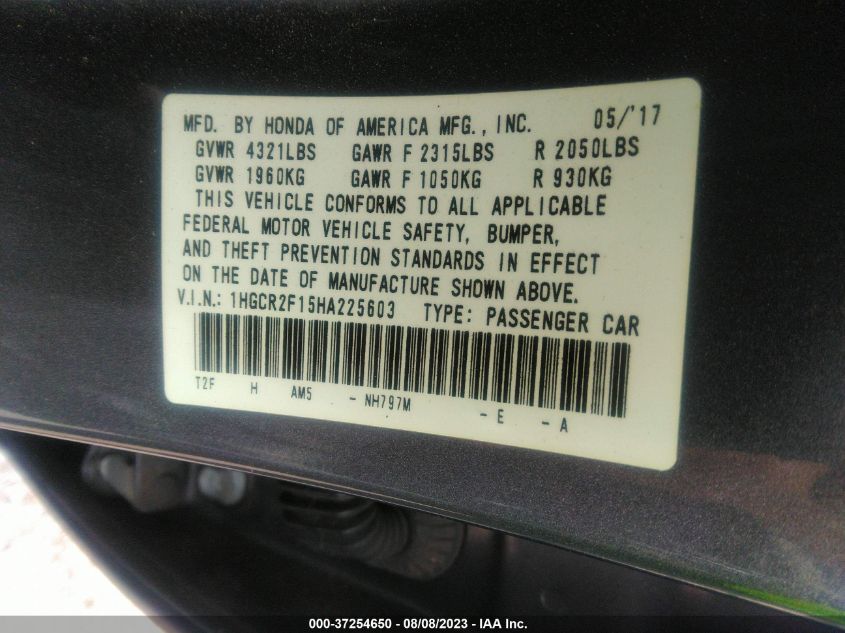 MFD. BY HONDA OF AMERICA MFG., INC. 05/'17
GVWR 4321LBS GAWR F 2315LBS R 2050LBS
GVWR 1960KG GAWR F 1050KG R 930KG
THIS VEHICLE CONFORMS TO ALL APPLICABLE
FEDERAL MOTOR VEHICLE SAFETY, BUMPER,
AND THEFT PREVENTION STANDARDS IN EFFECT
ON THE DATE OF MANUFACTURE SHOWN ABOVE.
V.I.N.: 1HGCR2F15HA225603 TYPE: PASSENGER CAR
T2F H AM5 - NH797M - E - A
000-37254650 - 08/08/2023 - IAA Inc.